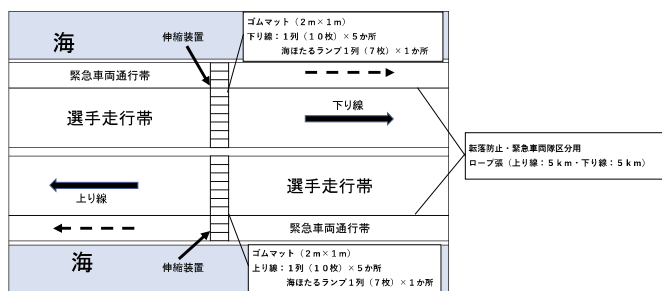 ゴムマット（２ｍ×１ｍ）
下り線：１列（１０枚）×５か所
海ほたるランプ１列（７枚）×１か所
海
伸縮装置
緊急車両通行帯
選手走行帯
下り線
転落防止・緊急車両隊区分用
ロープ張（上り線：５ｋｍ・下り線：５ｋｍ）
上り線
選手走行帯
緊急車両通行帯
海
伸縮装置
ゴムマット（２ｍ×１ｍ）
上り線：１列（１０枚）×５か所
海ほたるランプ１列（７枚）×１か所